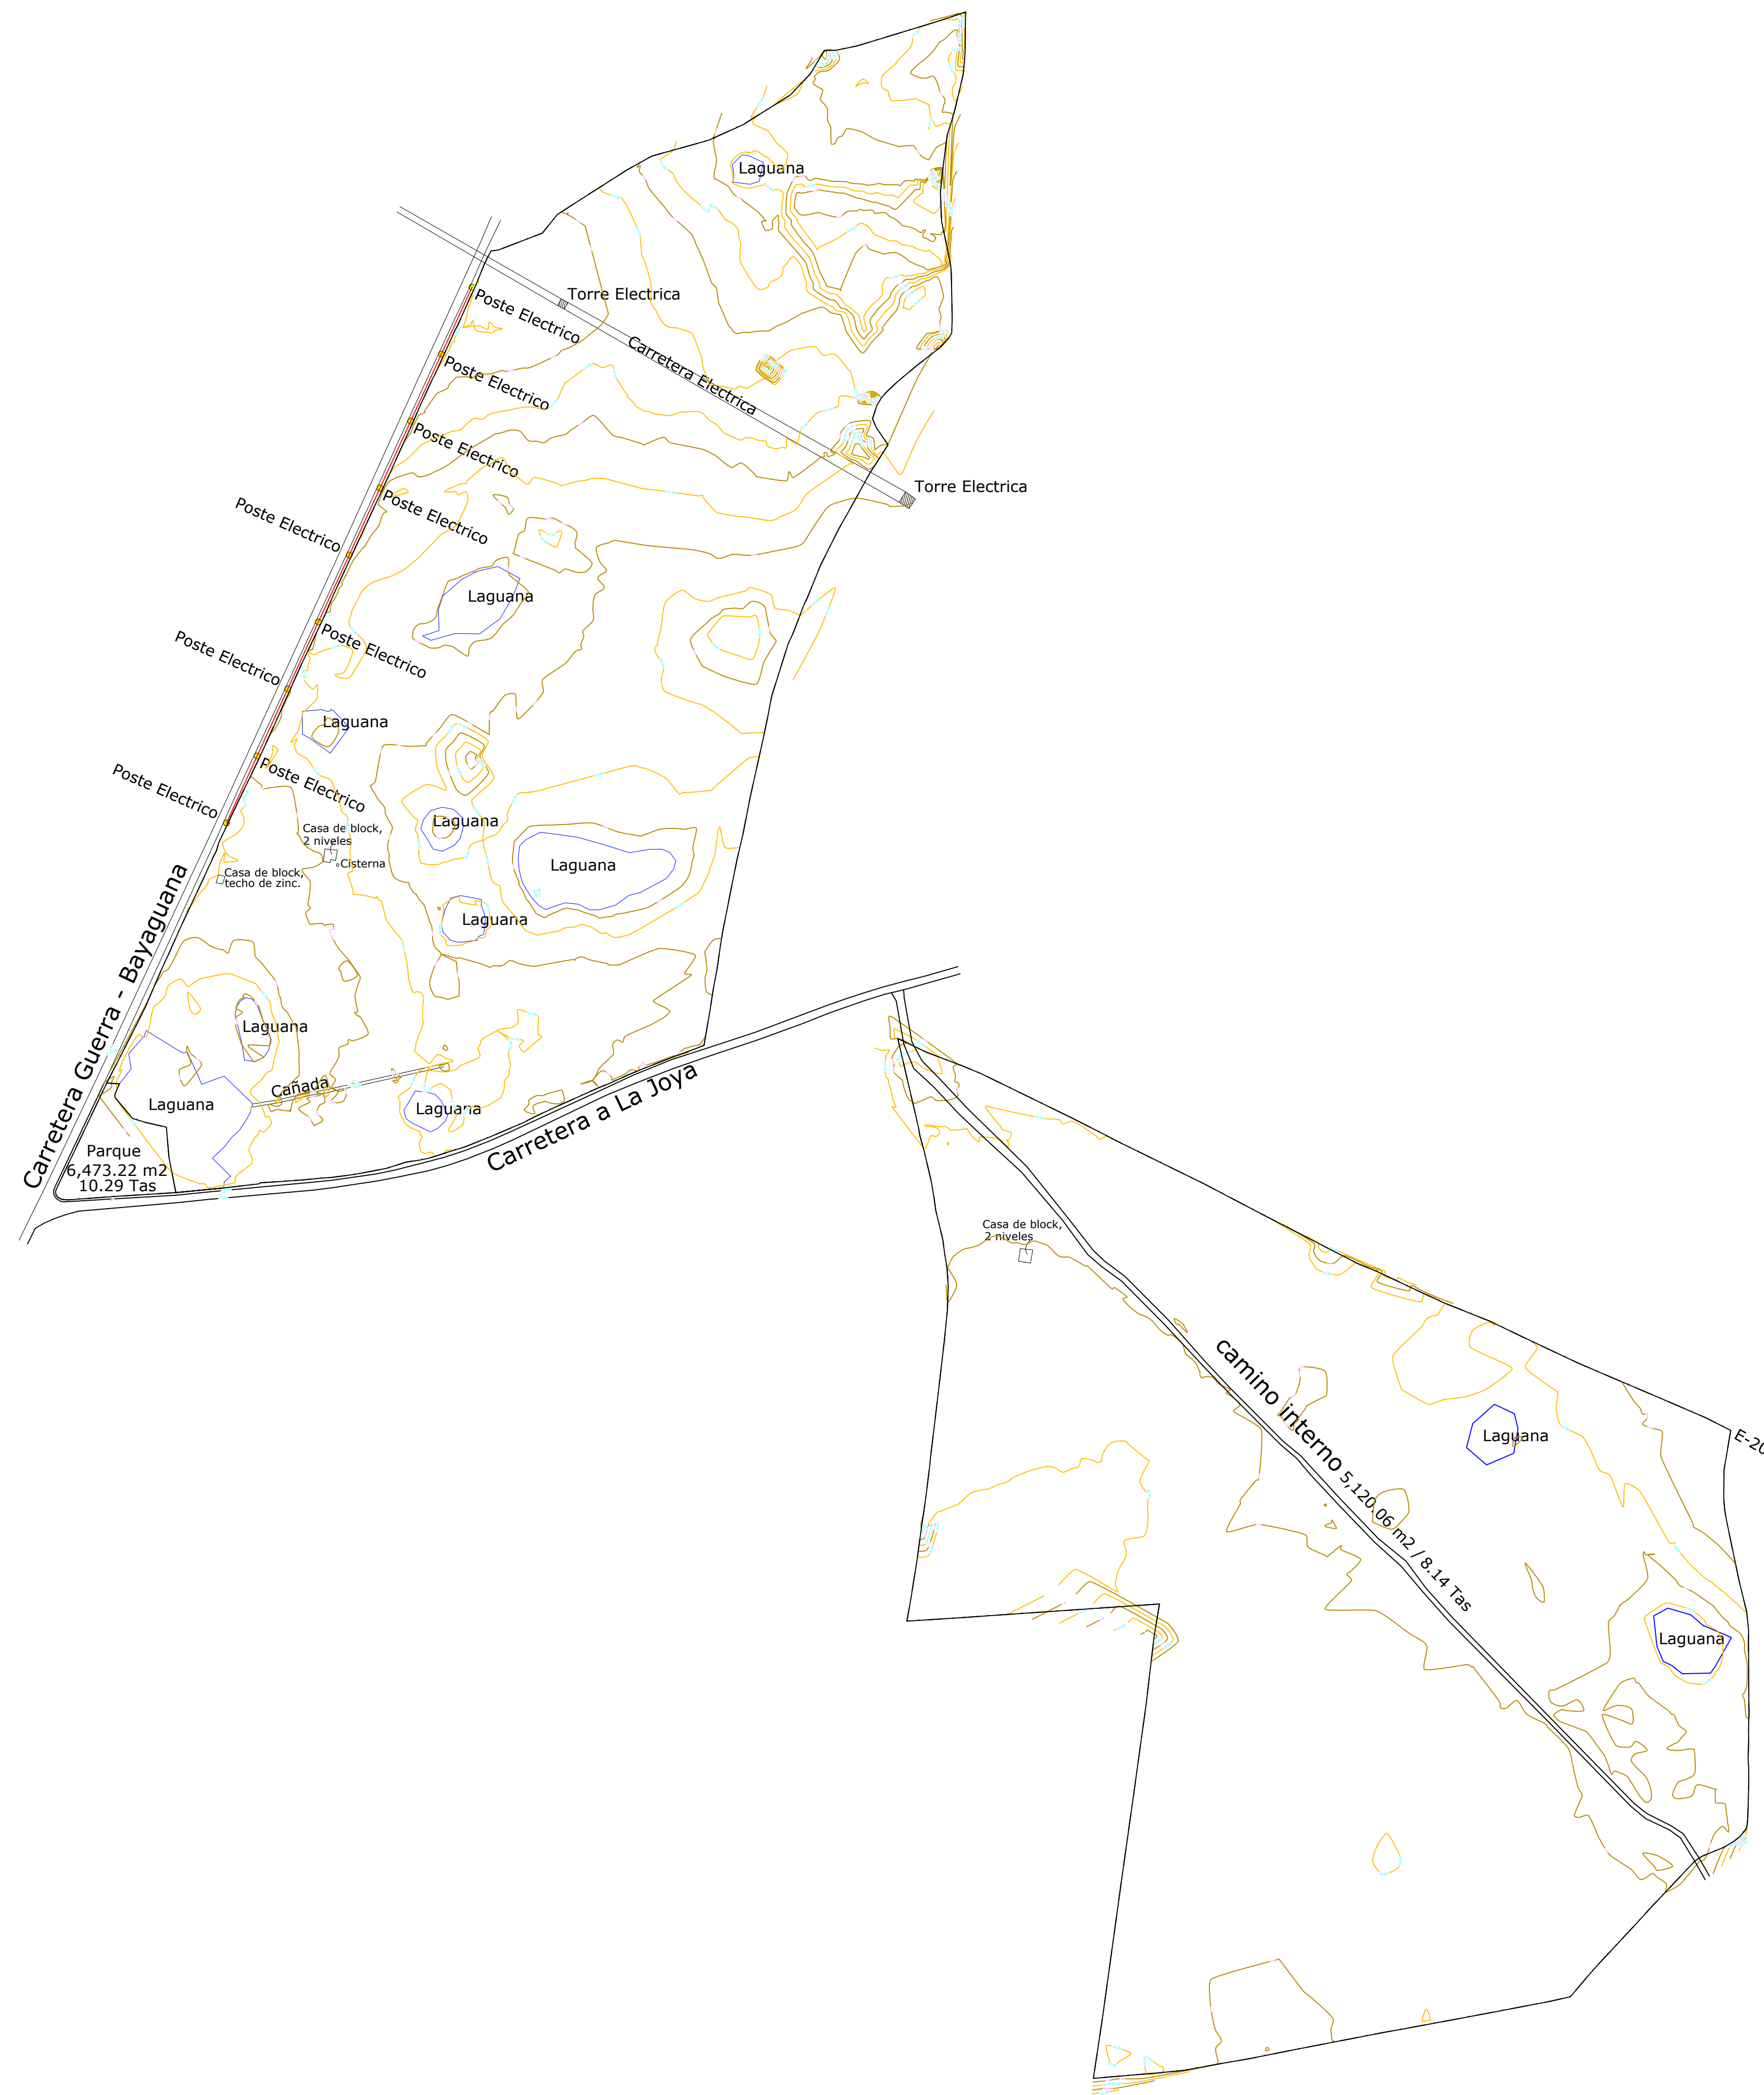 Laguana
Torre Electrica
Poste Electrico
Carretera Electrica
Poste Electrico
Poste Electrico
Torre Electrica
Poste Electrico
Poste Electrico
Laguana
Poste Electrico
Poste Electrico
Laguana
Poste Electrico
Poste Electrico
Laguana
Casa de block,
2 niveles
Cisterna
Laguana
Casa de block,
techo de zinc.
Laguana
Carretera Guerra - Bayaguana
Laguana
Cañada
Laguana
Laguana
Carretera a La Joya
Parque
6,473.22 m2
10.29 Tas
Casa de block,
2 niveles
camino interno 5,120.06 m2 / 8.14 Tas
Laguana
E-20
Laguana